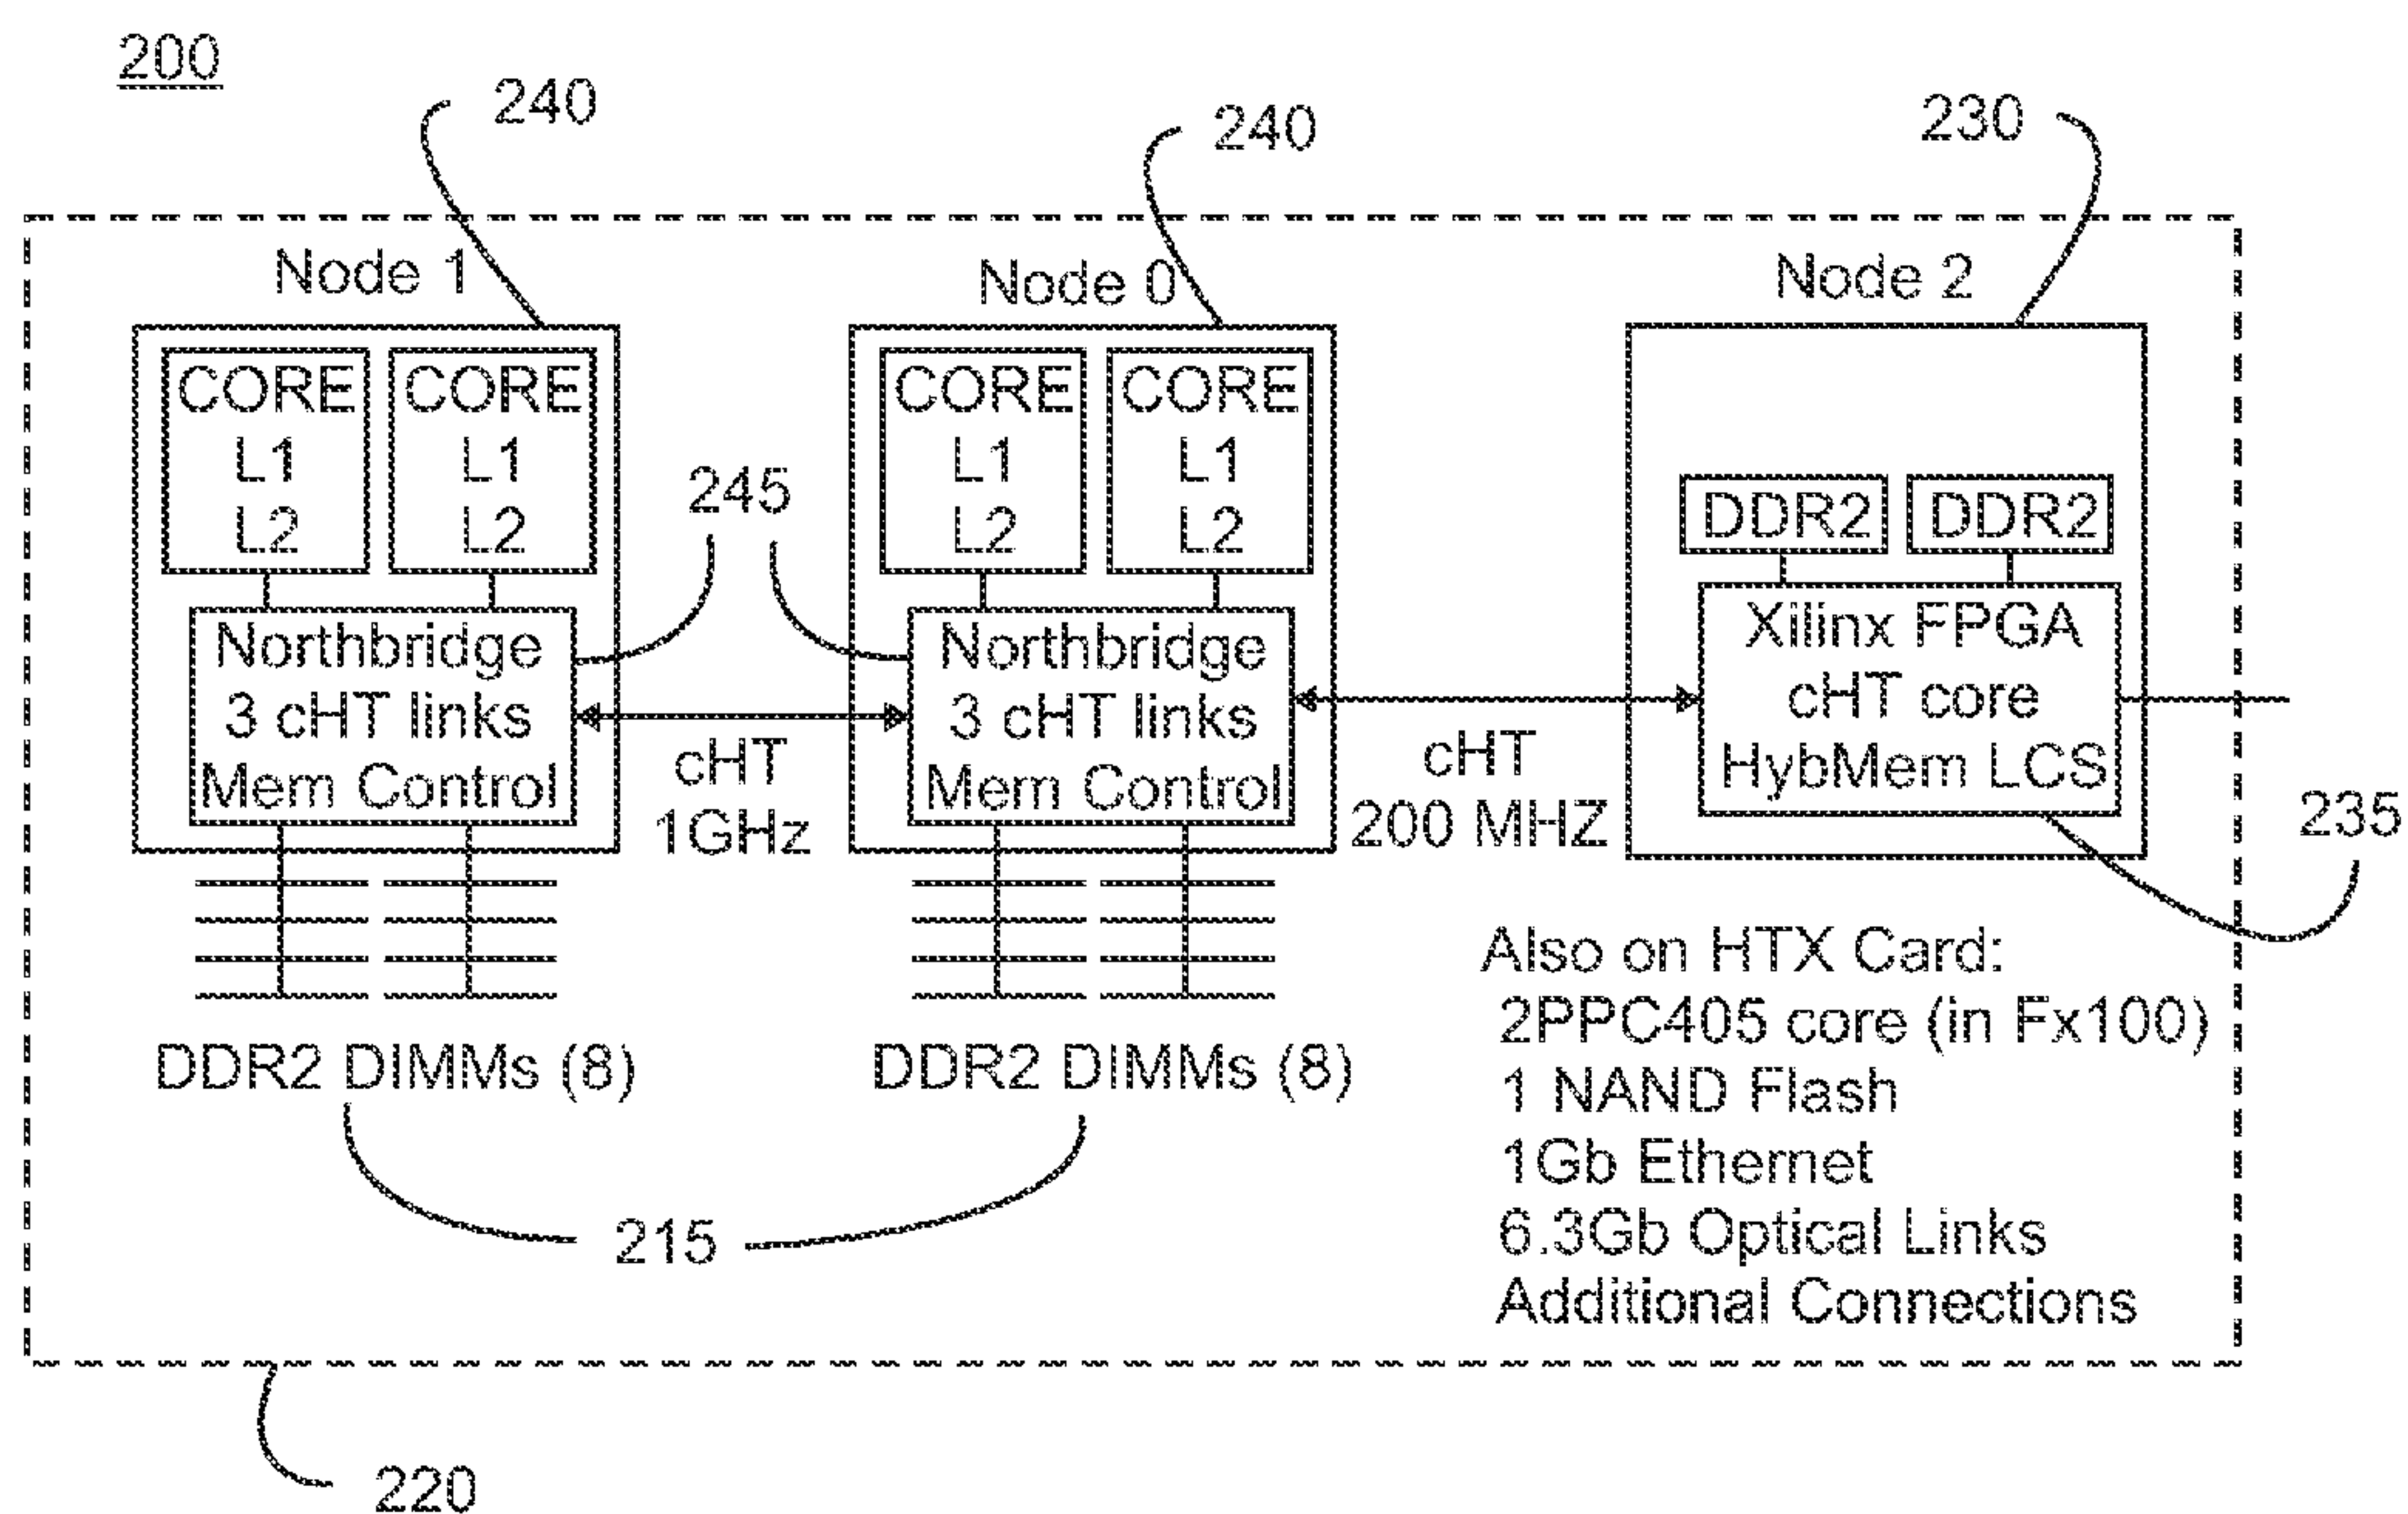 200
240
240
230
Node 1
Node 0
Node 2
CORE
L1
L2
CORE
L1
L2
CORE
L1
L2
CORE
L1
L2
245
DDR2
DDR2
Northbridge
3 cHT links
Mem Control
cHT
1GHz
Northbridge
3 cHT links
Mem Control
cHT
200 MHZ
Xilinx FPGA
cHT core
HybMem LCS
235
DDR2 DIMMs (8)
DDR2 DIMMs (8)
215
Also on HTX Card:
2PPC405 core (in Fx100)
1 NAND Flash
1Gb Ethernet
6.3Gb Optical Links
Additional Connections
220